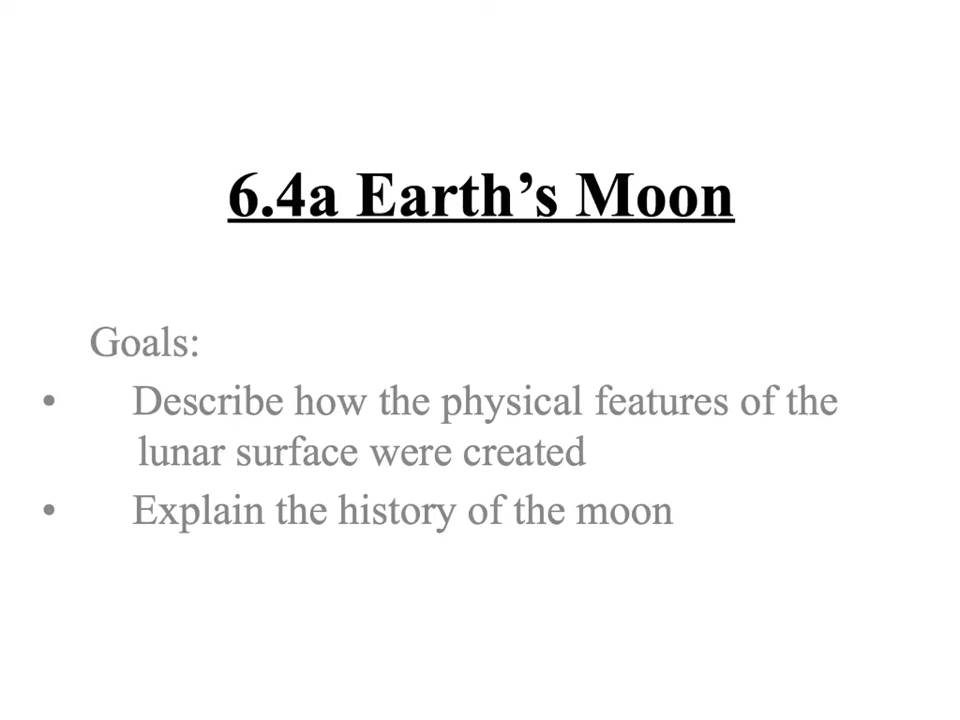 6.4a Earth’s Moon
Goals:
• Describe how the physical features of the
lunar surface were created
• Explain the history of the moon